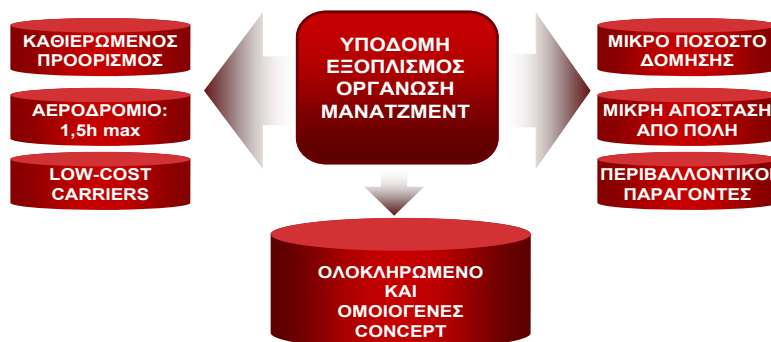 ΚΑΘΙΕΡΩΜΕΝΟΣ
ΠΡΟΟΡΙΣΜΟΣ
ΑΕΡΟΔΡΟΜΙΟ:
1,5h max
LOW-COST
CARRIERS
ΥΠΟΔΟΜΗ
ΕΞΟΠΛΙΣΜΟΣ
ΟΡΓΑΝΩΣΗ
ΜΑΝΑΤΖΜΕΝΤ
ΜΙΚΡΟ ΠΟΣΟΣΤΟ
ΔΟΜΗΣΗΣ
ΜΙΚΡΗ ΑΠΟΣΤΑΣΗ
ΑΠΟ ΠΟΛΗ
ΠΕΡΙΒΑΛΛΟΝΤΙΚΟΙ
ΠΑΡΑΓΟΝΤΕΣ
ΟΛΟΚΛΗΡΩΜΕΝΟ
ΚΑΙ
ΟΜΟΙΟΓΕΝΕΣ
CONCEPT